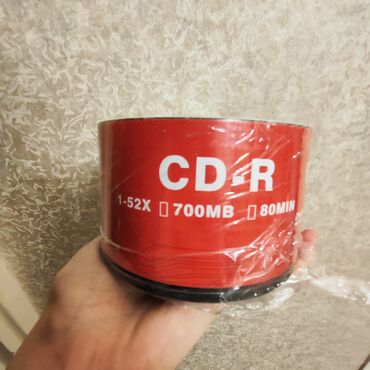 CD-R
1-52X ▯ 700MB ▯ 80MIN